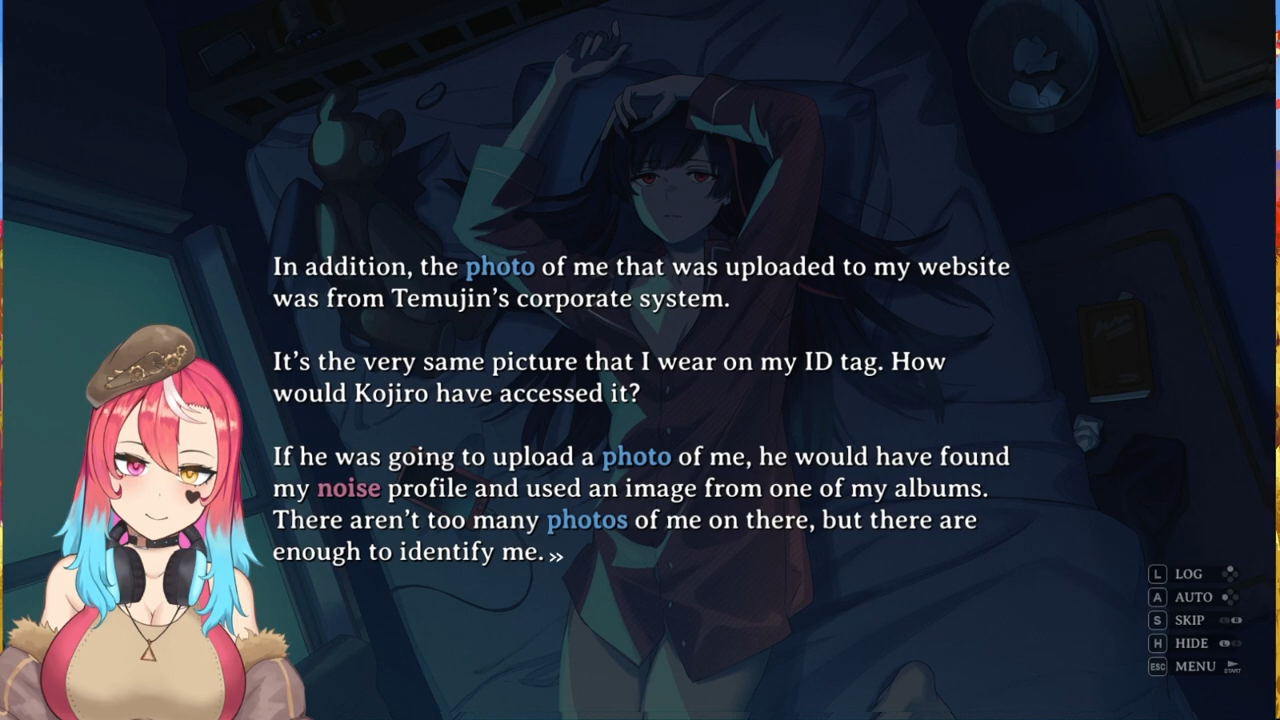 In addition, the photo of me that was uploaded to my website
was from Temujin's corporate system.
It's the very same picture that I wear on my ID tag. How
would Kojiro have accessed it?
If he was going to upload a photo of me, he would have found
my noise profile and used an image from one of my albums.
There aren't too many photos of me on there, but there are
enough to identify me. »
L LOG
A AUTO
S SKIP
H HIDE
ESC MENU START